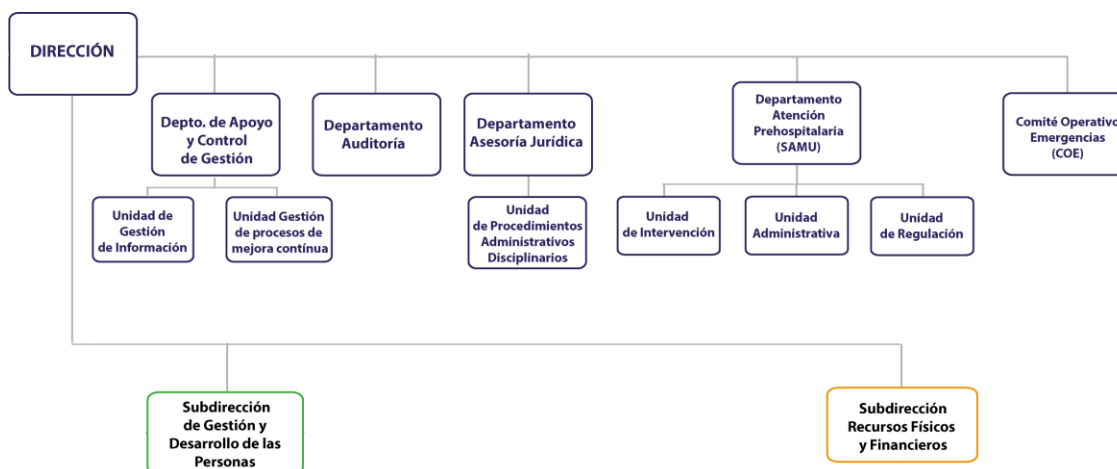 DIRECCIÓN
Depto. de Apoyo
y Control
de Gestión
Departamento
Auditoría
Departamento
Asesoría Jurídica
Departamento
Atención
Prehospitalaria
(SAMU)
Comité Operativo
Emergencias
(COE)
Unidad de
Gestión
de Información
Unidad Gestión
de procesos de
mejora contínua
Unidad
de Procedimientos
Administrativos
Disciplinarios
Unidad
de Intervención
Unidad
Administrativa
Unidad
de Regulación
Subdirección
de Gestión y
Desarrollo de las
Personas
Subdirección
Recursos Físicos
y Financieros